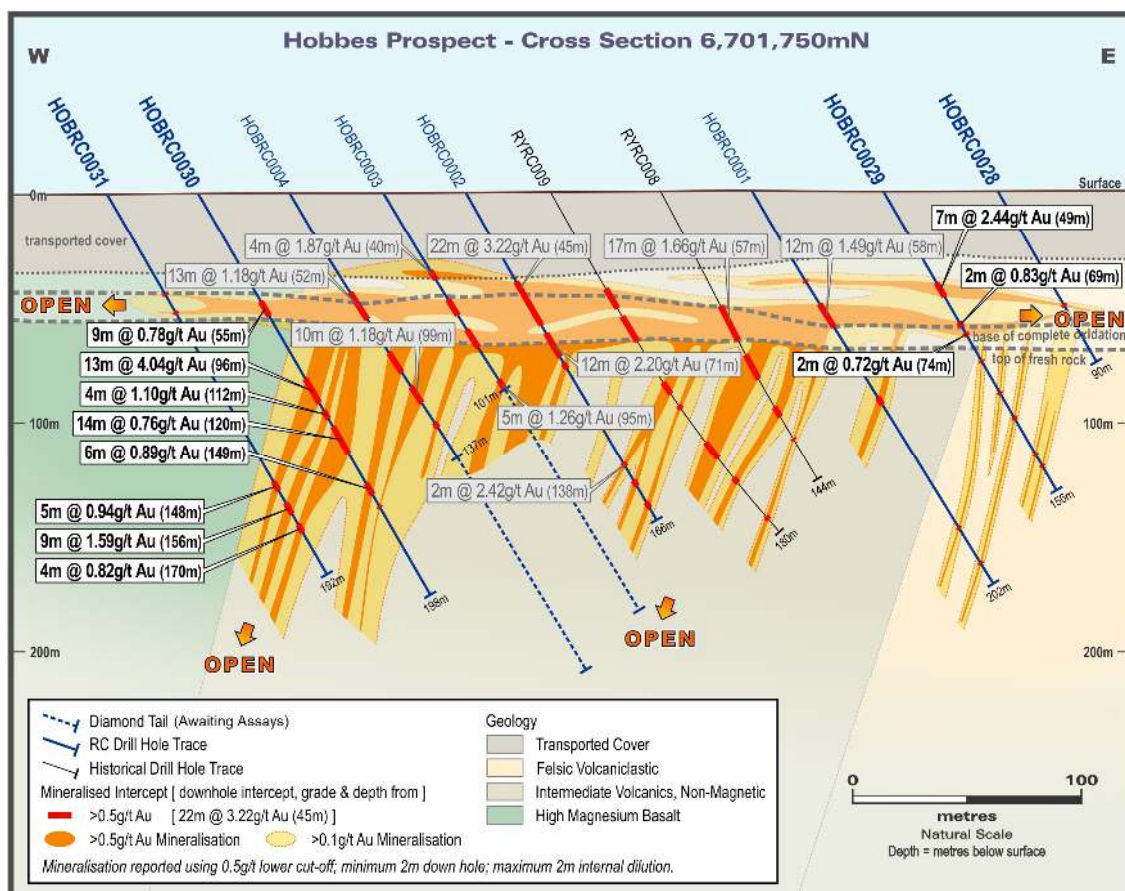 Hobbes Prospect - Cross Section 6,701,750mN
W
E
HOBRC0031
HOBRC0030
HOBRC0004
HOBRC0003
HOBRC0002
RYRC009
RYRC008
HOBRC0001
HOBRC0029
HOBRC0028
0m
Surface
transported cover
7m @ 2.44g/t Au (49m)
4m @ 1.87g/t Au (40m)
22m @ 3.22g/t Au (45m)
17m @ 1.66g/t Au (57m)
12m @ 1.49g/t Au (58m)
13m @ 1.18g/t Au (52m)
2m @ 0.83g/t Au (69m)
OPEN
OPEN
9m @ 0.78g/t Au (55m)
10m @ 1.18g/t Au (99m)
base of complete oxidation
13m @ 4.04g/t Au (96m)
12m @ 2.20g/t Au (71m)
2m @ 0.72g/t Au (74m)
top of fresh rock
90m
4m @ 1.10g/t Au (112m)
101m
14m @ 0.76g/t Au (120m)
5m @ 1.26g/t Au (95m)
100m
100m
6m @ 0.89g/t Au (149m)
137m
144m
2m @ 2.42g/t Au (138m)
156m
5m @ 0.94g/t Au (148m)
166m
180m
9m @ 1.59g/t Au (156m)
4m @ 0.82g/t Au (170m)
192m
198m
202m
OPEN
OPEN
200m
200m
Diamond Tail (Awaiting Assays)
RC Drill Hole Trace
Historical Drill Hole Trace
Mineralised Intercept [ downhole intercept, grade & depth from ]
>0.5g/t Au [ 22m @ 3.22g/t Au (45m) ]
>0.5g/t Au Mineralisation >0.1g/t Au Mineralisation
Mineralisation reported using 0.5g/t lower cut-off; minimum 2m down hole; maximum 2m internal dilution.
Geology
Transported Cover
Felsic Volcaniclastic
Intermediate Volcanics, Non-Magnetic
High Magnesium Basalt
0 100
metres
Natural Scale
Depth = metres below surface